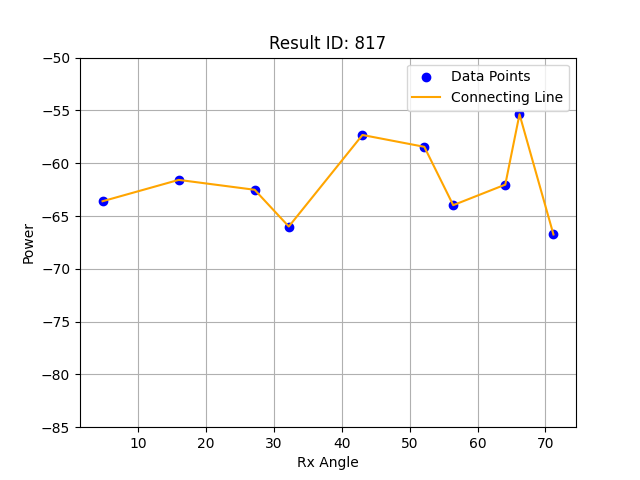 Result ID: 817
Data Points
Connecting Line
Power
−50
−55
−60
−65
−70
−75
−80
−85
10 20 30 40 50 60 70
Rx Angle